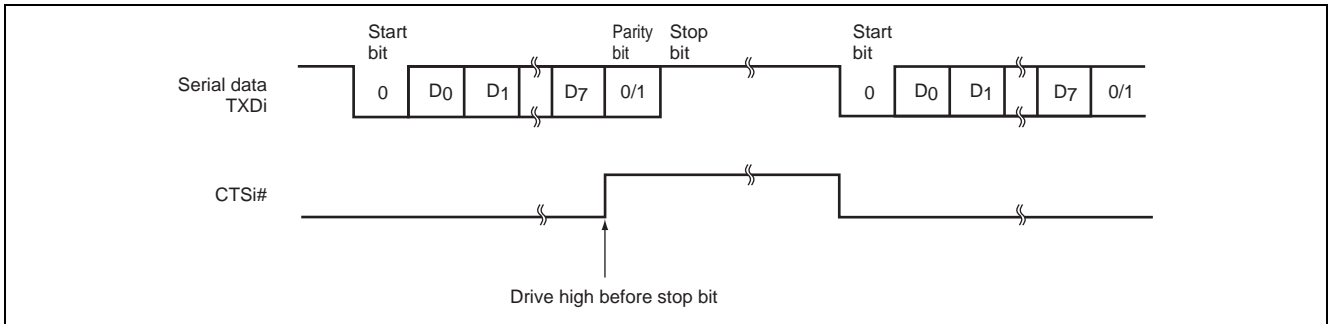 Start bit
Parity bit
Stop bit
Start bit
Serial data TXDi
0
D0
D1
D7
0/1
0
D0
D1
D7
0/1
CTSi#
Drive high before stop bit